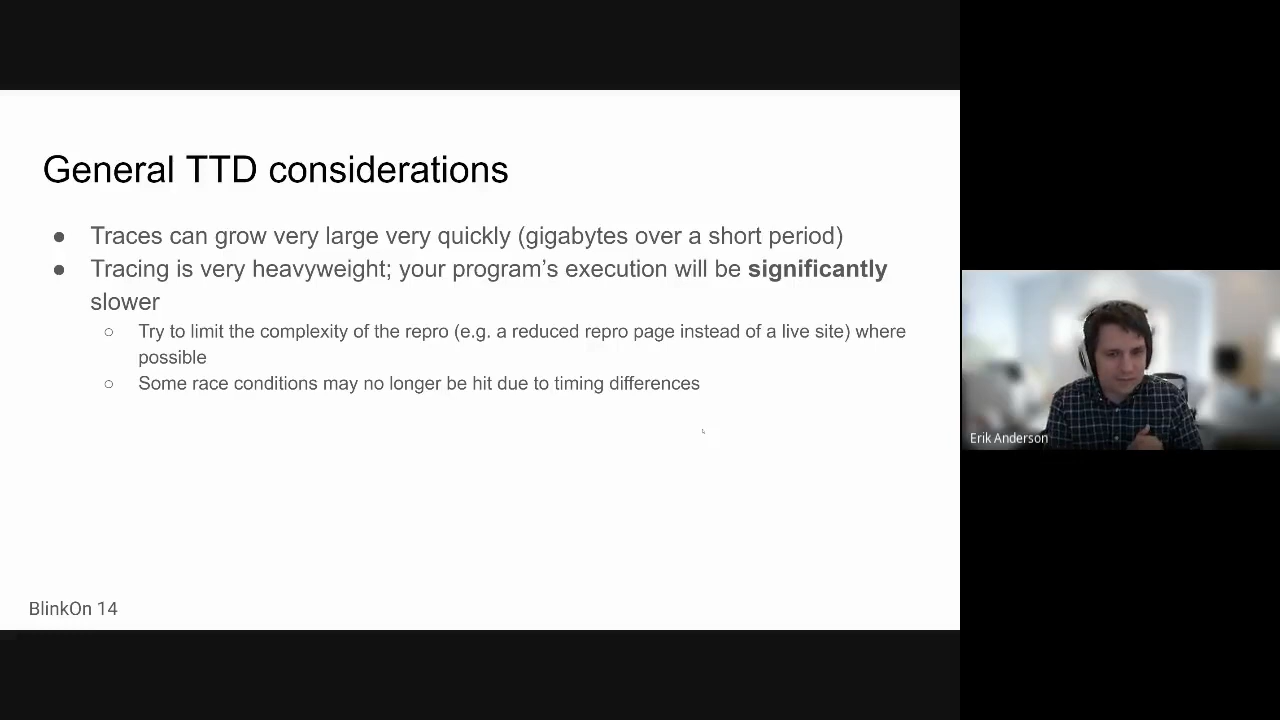 General TTD considerations
● Traces can grow very large very quickly (gigabytes over a short period)
● Tracing is very heavyweight; your program's execution will be significantly
slower
○ Try to limit the complexity of the repro (e.g. a reduced repro page instead of a live site) where
possible
○ Some race conditions may no longer be hit due to timing differences
Erik Anderson
BlinkOn 14